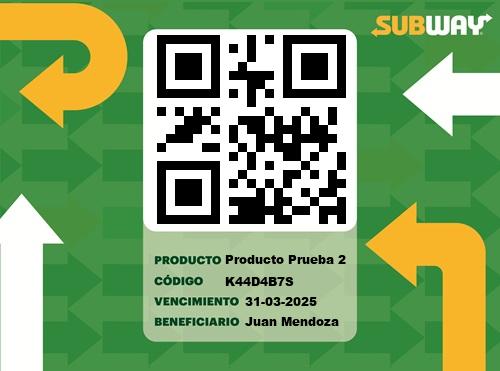 SUBWAY
PRODUCTO Producto Prueba 2
CÓDIGO K44D4B7S
VENCIMIENTO 31-03-2025
BENEFICIARIO Juan Mendoza